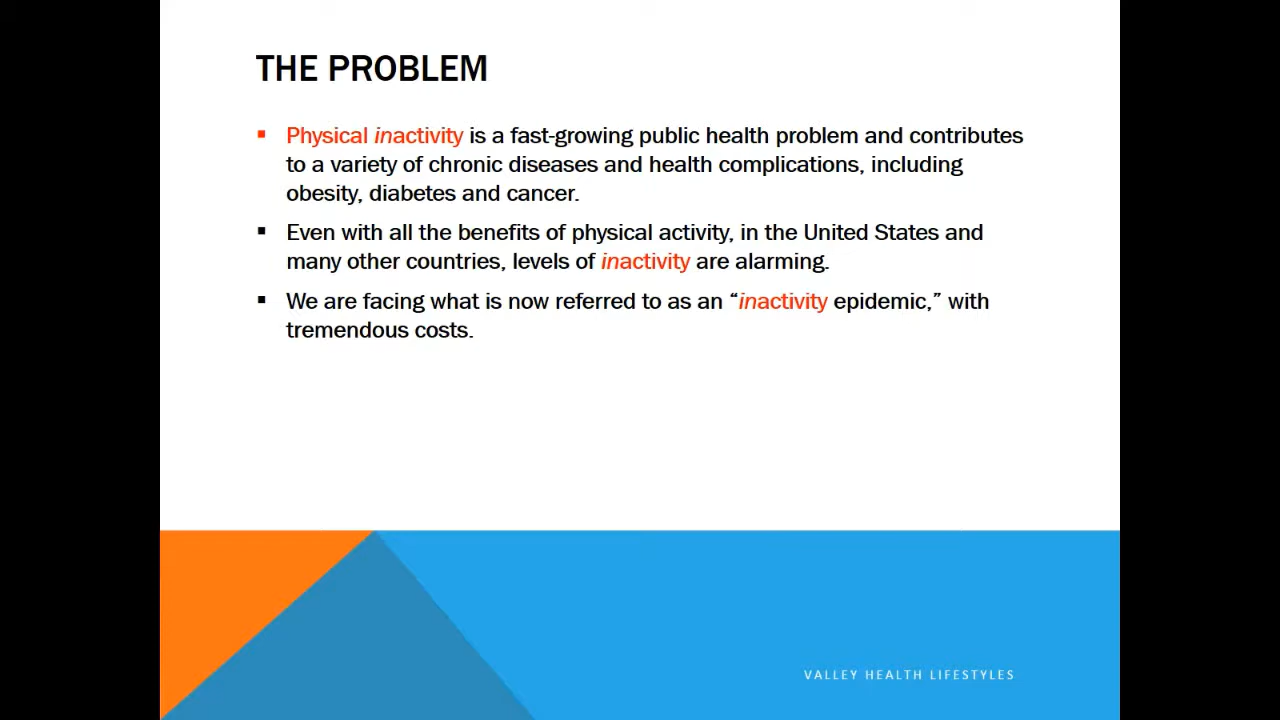 THE PROBLEM
▪ Physical inactivity is a fast-growing public health problem and contributes
to a variety of chronic diseases and health complications, including
obesity, diabetes and cancer.
▪ Even with all the benefits of physical activity, in the United States and
many other countries, levels of inactivity are alarming.
▪ We are facing what is now referred to as an “inactivity epidemic,” with
tremendous costs.
VALLEY HEALTH LIFESTYLES